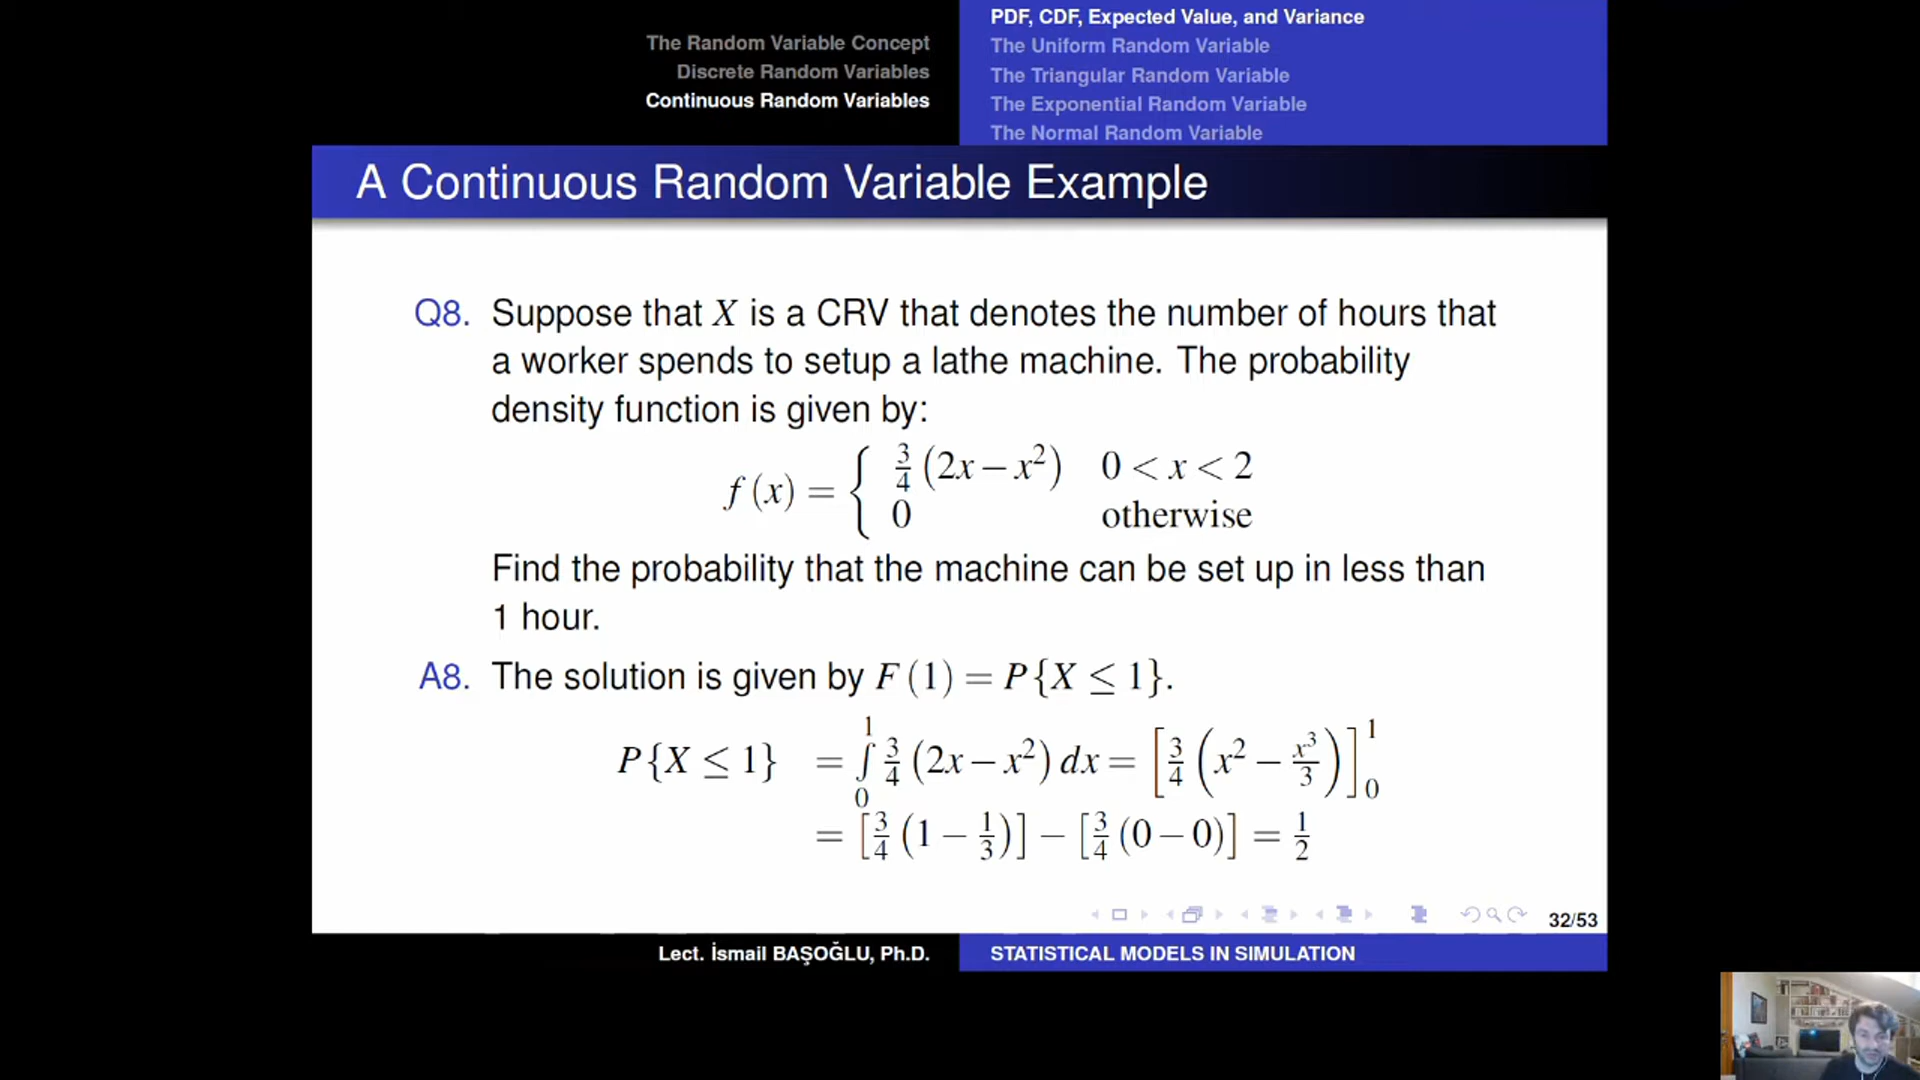 The Random Variable Concept
Discrete Random Variables
Continuous Random Variables
PDF, CDF, Expected Value, and Variance
The Uniform Random Variable
The Triangular Random Variable
The Exponential Random Variable
The Normal Random Variable
A Continuous Random Variable Example
Q8. Suppose that X is a CRV that denotes the number of hours that
a worker spends to setup a lathe machine. The probability
density function is given by:
f(x) = { 3/4 (2x − x²) 0 < x < 2
0 otherwise
Find the probability that the machine can be set up in less than
1 hour.
A8. The solution is given by F(1) = P{X ≤ 1}.
P{X ≤ 1} = ∫₀¹ 3/4 (2x − x²) dx = [3/4 (x² − x³/3)]₀¹
= [3/4 (1 − 1/3)] − [3/4 (0 − 0)] = 1/2
32/53
Lect. İsmail BAŞOĞLU, Ph.D.
STATISTICAL MODELS IN SIMULATION